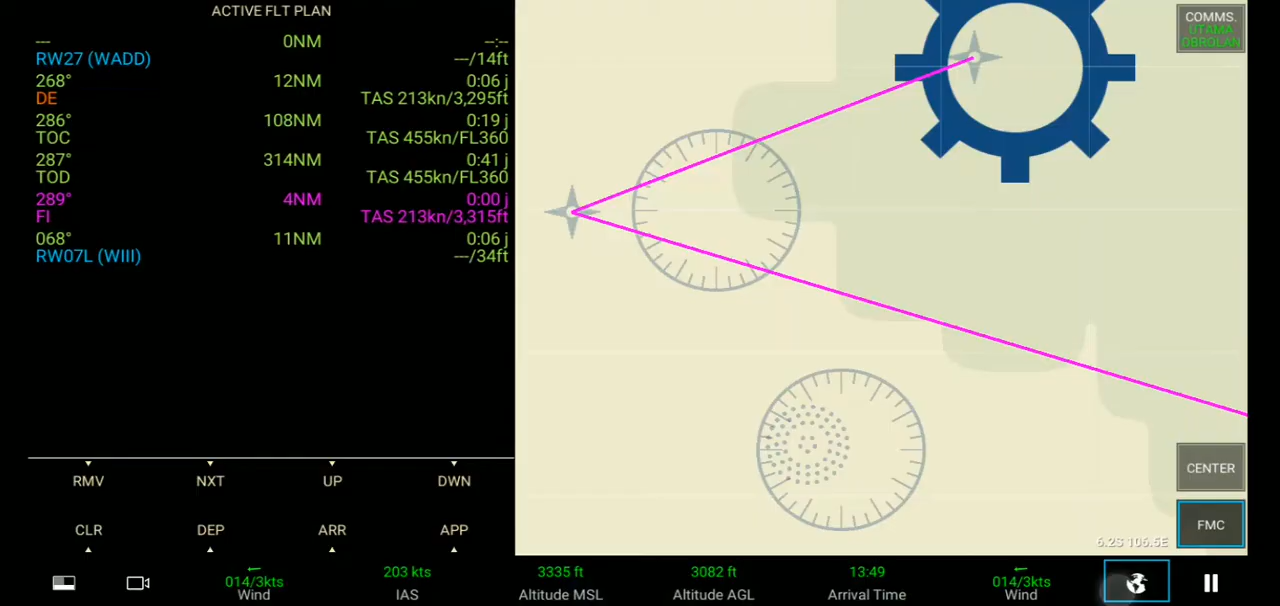 ACTIVE FLT PLAN
--- 0NM --:--
RW27 (WADD) ---/14ft
268° 12NM 0:06 j
DE TAS 213kn/3,295ft
286° 108NM 0:19 j
TOC TAS 455kn/FL360
287° 314NM 0:41 j
TOD TAS 455kn/FL360
289° 4NM 0:00 j
FI TAS 213kn/3,315ft
068° 11NM 0:06 j
RW07L (WIII) ---/34ft
RMV NXT UP DWN
CLR DEP ARR APP
COMMS.
UTAMA
OBROLAN
CENTER
FMC
6.2S 106.5E
014/3kts 203 kts 3335 ft 3082 ft 13:49 014/3kts
Wind IAS Altitude MSL Altitude AGL Arrival Time Wind